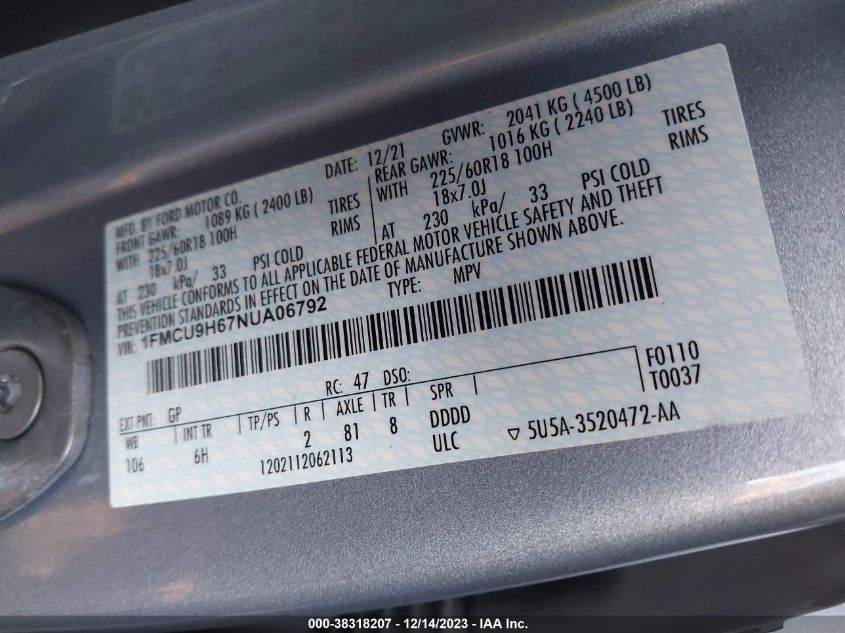 MFD. BY FORD MOTOR CO. DATE: 12/21 GVWR: 2041 KG ( 4500 LB)
FRONT GAWR: 1089 KG ( 2400 LB) REAR GAWR: 1016 KG ( 2240 LB)
WITH 225/60R18 100H TIRES WITH 225/60R18 100H TIRES
18x7.0J RIMS 18x7.0J RIMS
AT 230 kPa/ 33 PSI COLD AT 230 kPa/ 33 PSI COLD
THIS VEHICLE CONFORMS TO ALL APPLICABLE FEDERAL MOTOR VEHICLE SAFETY AND THEFT
PREVENTION STANDARDS IN EFFECT ON THE DATE OF MANUFACTURE SHOWN ABOVE.
VIN: 1FMCU9H67NUA06792 TYPE: MPV
EXT PNT: GP RC: 47 DSO: F0110
WB INT TR TP/PS R AXLE TR SPR T0037
106 6H 2 81 8 DDDD
1202112062113 ULC ▽ 5U5A-3520472-AA
000-38318207 - 12/14/2023 - IAA Inc.